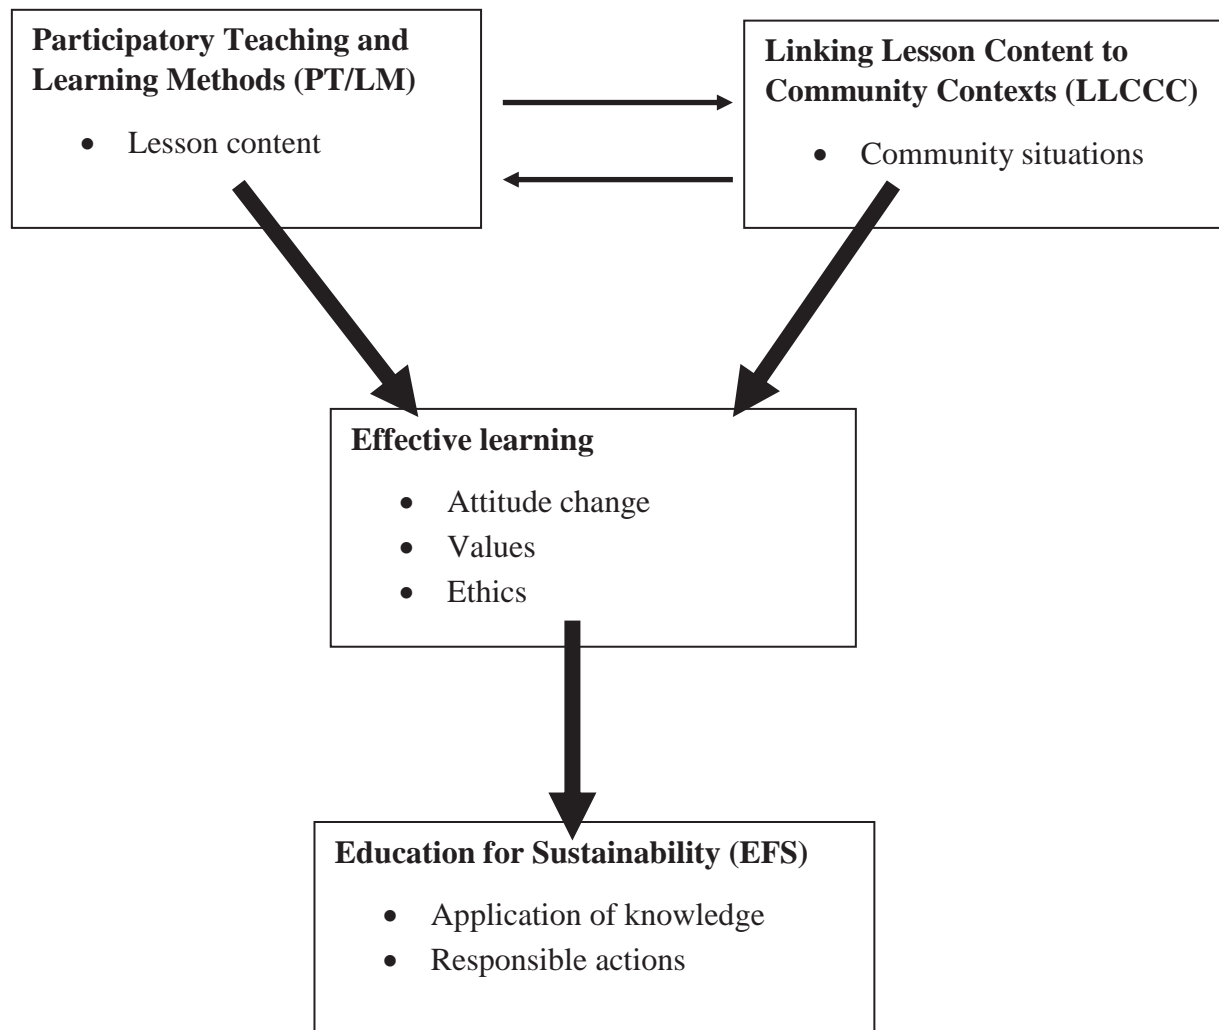 Participatory Teaching and
Learning Methods (PT/LM)
• Lesson content
Linking Lesson Content to
Community Contexts (LLCCC)
• Community situations
Effective learning
• Attitude change
• Values
• Ethics
Education for Sustainability (EFS)
• Application of knowledge
• Responsible actions